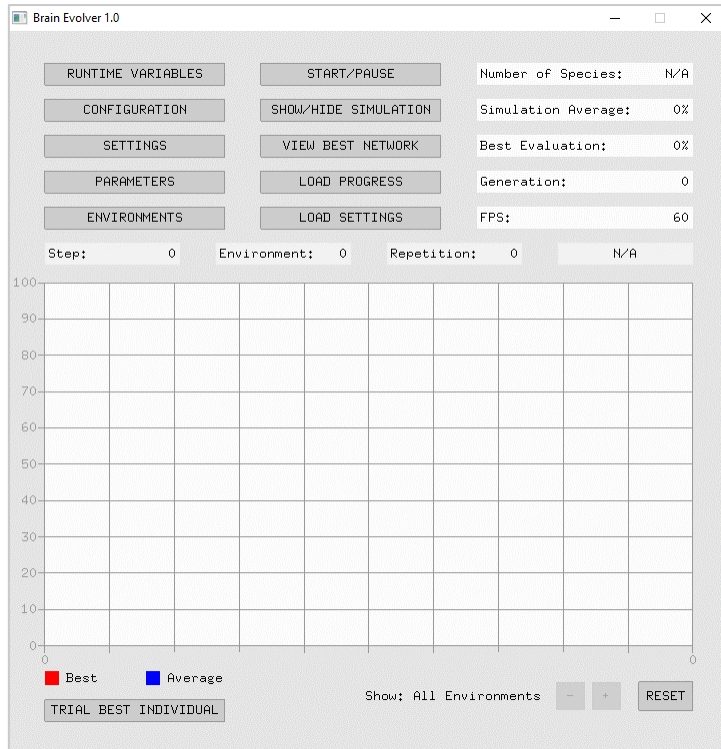 Brain Evolver 1.0
RUNTIME VARIABLES START/PAUSE Number of Species: N/A
CONFIGURATION SHOW/HIDE SIMULATION Simulation Average: 0%
SETTINGS VIEW BEST NETWORK Best Evaluation: 0%
PARAMETERS LOAD PROGRESS Generation: 0
ENVIRONMENTS LOAD SETTINGS FPS: 60
Step: 0 Environment: 0 Repetition: 0 N/A
100
90
80
70
60
50
40
30
20
10
0
0 0
Best Average
Show: All Environments - + RESET
TRIAL BEST INDIVIDUAL